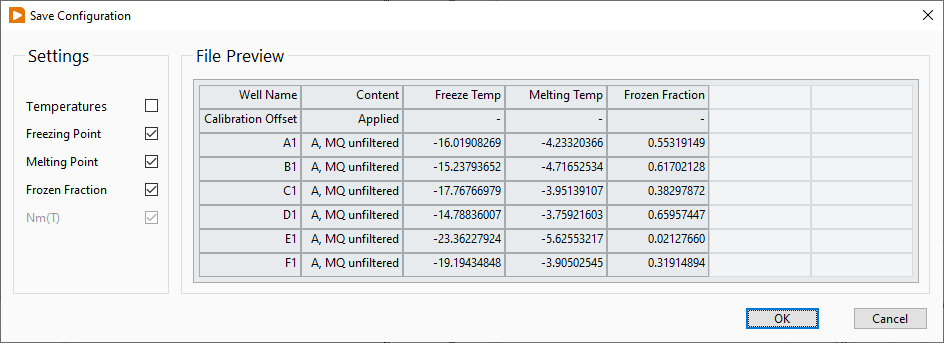 Save Configuration
Settings
Temperatures
Freezing Point
Melting Point
Frozen Fraction
Nm(T)
File Preview
Well Name Content Freeze Temp Melting Temp Frozen Fraction
Calibration Offset Applied - - -
A1 A, MQ unfiltered -16.01908269 -4.23320366 0.55319149
B1 A, MQ unfiltered -15.23793652 -4.71652534 0.61702128
C1 A, MQ unfiltered -17.76766979 -3.95139107 0.38297872
D1 A, MQ unfiltered -14.78836007 -3.75921603 0.65957447
E1 A, MQ unfiltered -23.36227924 -5.62553217 0.02127660
F1 A, MQ unfiltered -19.19434848 -3.90502545 0.31914894
OK Cancel